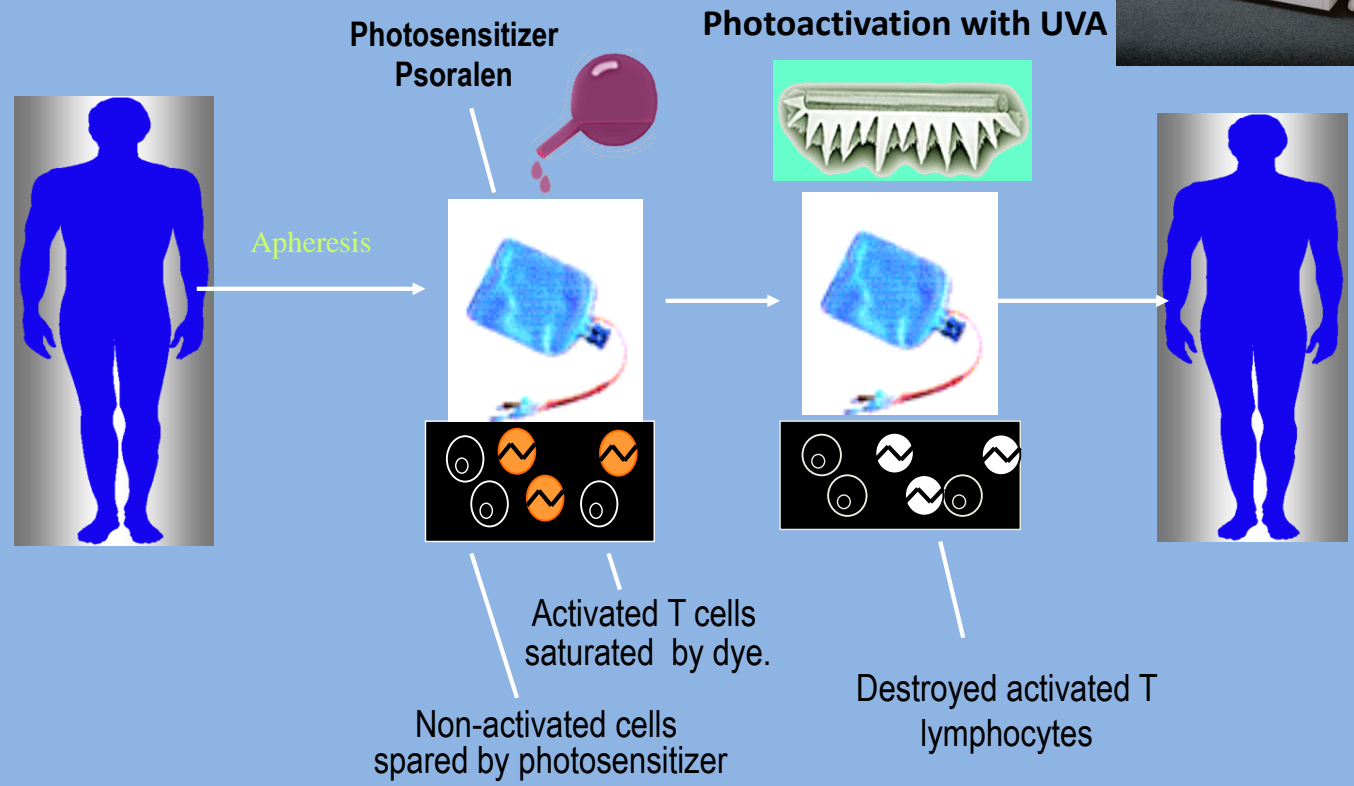 Photosensitizer
Psoralen
Photoactivation with UVA
Apheresis
Activated T cells
saturated by dye.
Non-activated cells
spared by photosensitizer
Destroyed activated T
lymphocytes